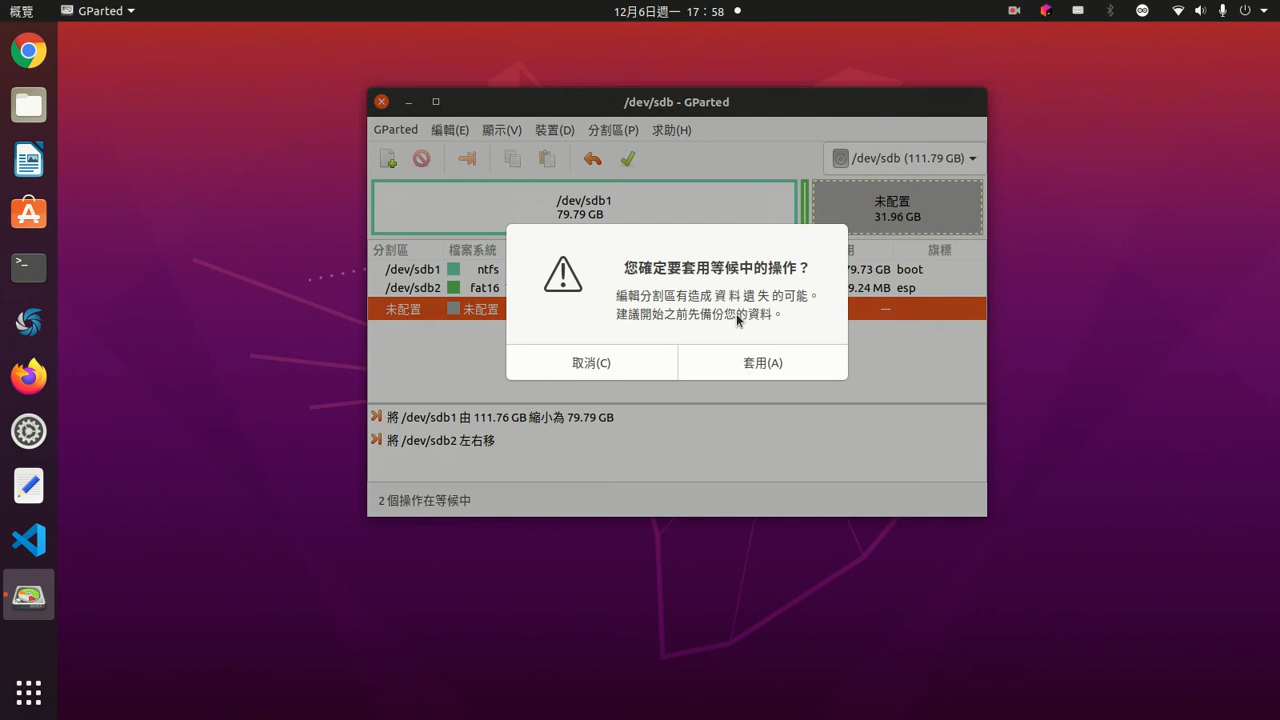 概覽 GParted 12月6日週一 17：58
/dev/sdb - GParted
GParted 編輯(E) 顯示(V) 裝置(D) 分割區(P) 求助(H)
/dev/sdb (111.79 GB)
/dev/sdb1
79.79 GB
未配置
31.96 GB
分割區 檔案系統 用 旗標
/dev/sdb1 ntfs 79.73 GB boot
/dev/sdb2 fat16 9.24 MB esp
未配置 未配置 ---
您確定要套用等候中的操作？
編輯分割區有造成 資 料 遺 失 的可能。
建議開始之前先備份您的資料。
取消(C) 套用(A)
將 /dev/sdb1 由 111.76 GB 縮小為 79.79 GB
將 /dev/sdb2 左右移
2 個操作在等候中